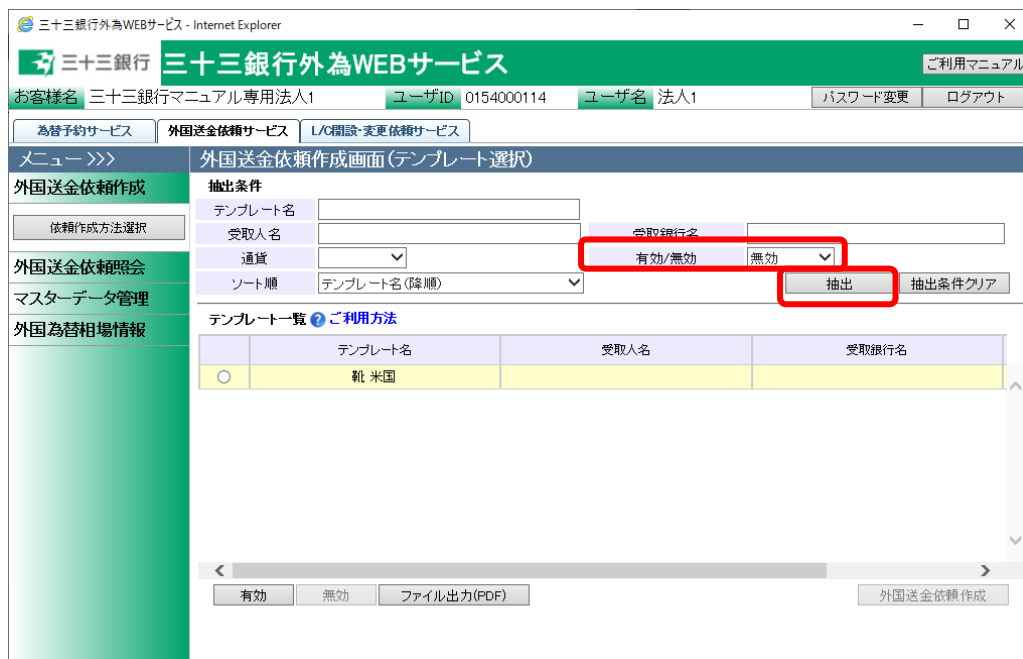 三十三銀行外為WEBサービス - Internet Explorer
三十三銀行 三十三銀行外為WEBサービス ご利用マニュアル
お客様名 三十三銀行マニュアル専用法人1 ユーザID 0154000114 ユーザ名 法人1 パスワード変更 ログアウト
為替予約サービス 外国送金依頼サービス L/C開設・変更依頼サービス
メニュー>>> 外国送金依頼作成画面(テンプレート選択)
外国送金依頼作成 抽出条件
テンプレート名
依頼作成方法選択 受取人名 受取銀行名
外国送金依頼照会 通貨 有効/無効 無効
ソート順 テンプレート名(降順) 抽出 抽出条件クリア
マスターデータ管理
外国為替相場情報 テンプレート一覧 ? ご利用方法
テンプレート名 受取人名 受取銀行名
靴 米国
有効 無効 ファイル出力(PDF) 外国送金依頼作成